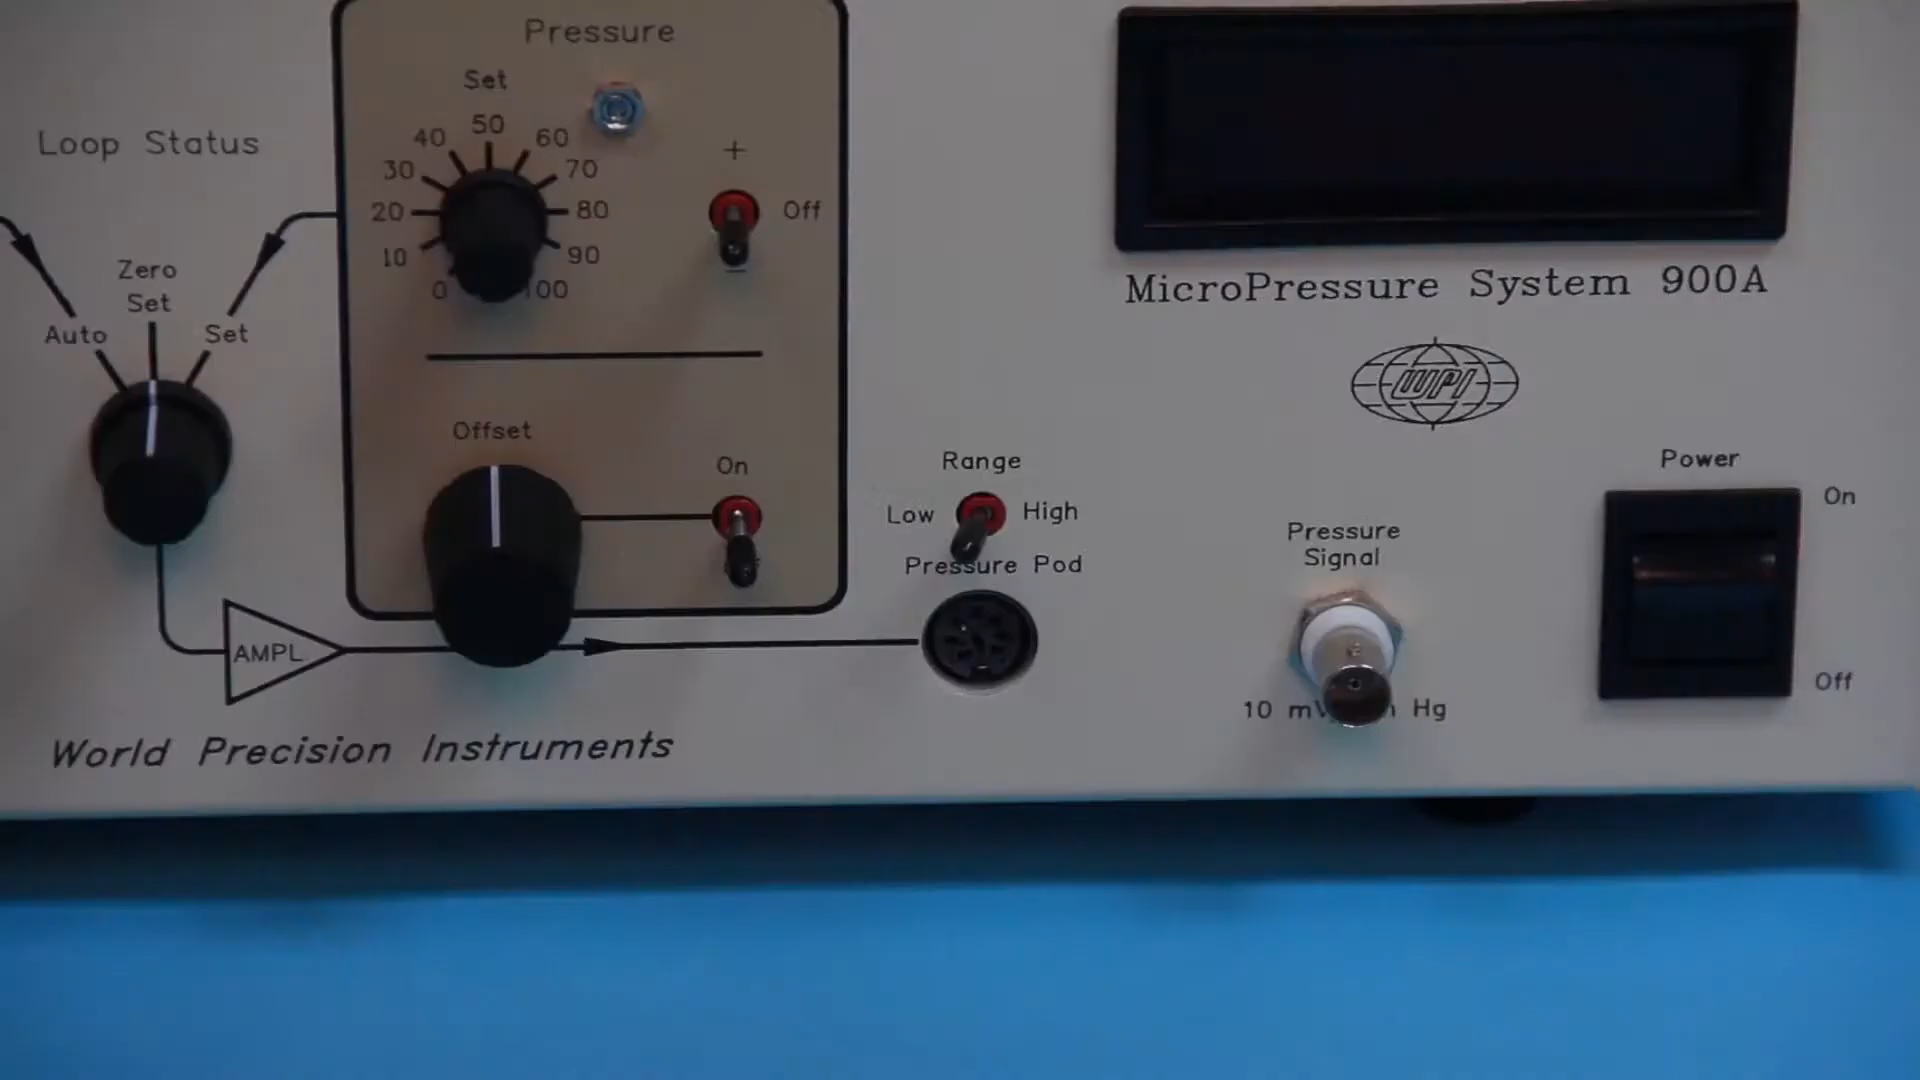 Pressure
Set
50
40
60
30
70
20
80
10
90
0
100
+
Off
Loop Status
Zero
Set
Auto
Set
Offset
On
AMPL
World Precision Instruments
MicroPressure System 900A
WPI
Range
Low
High
Pressure Pod
Pressure
Signal
10 m Hg
Power
On
Off